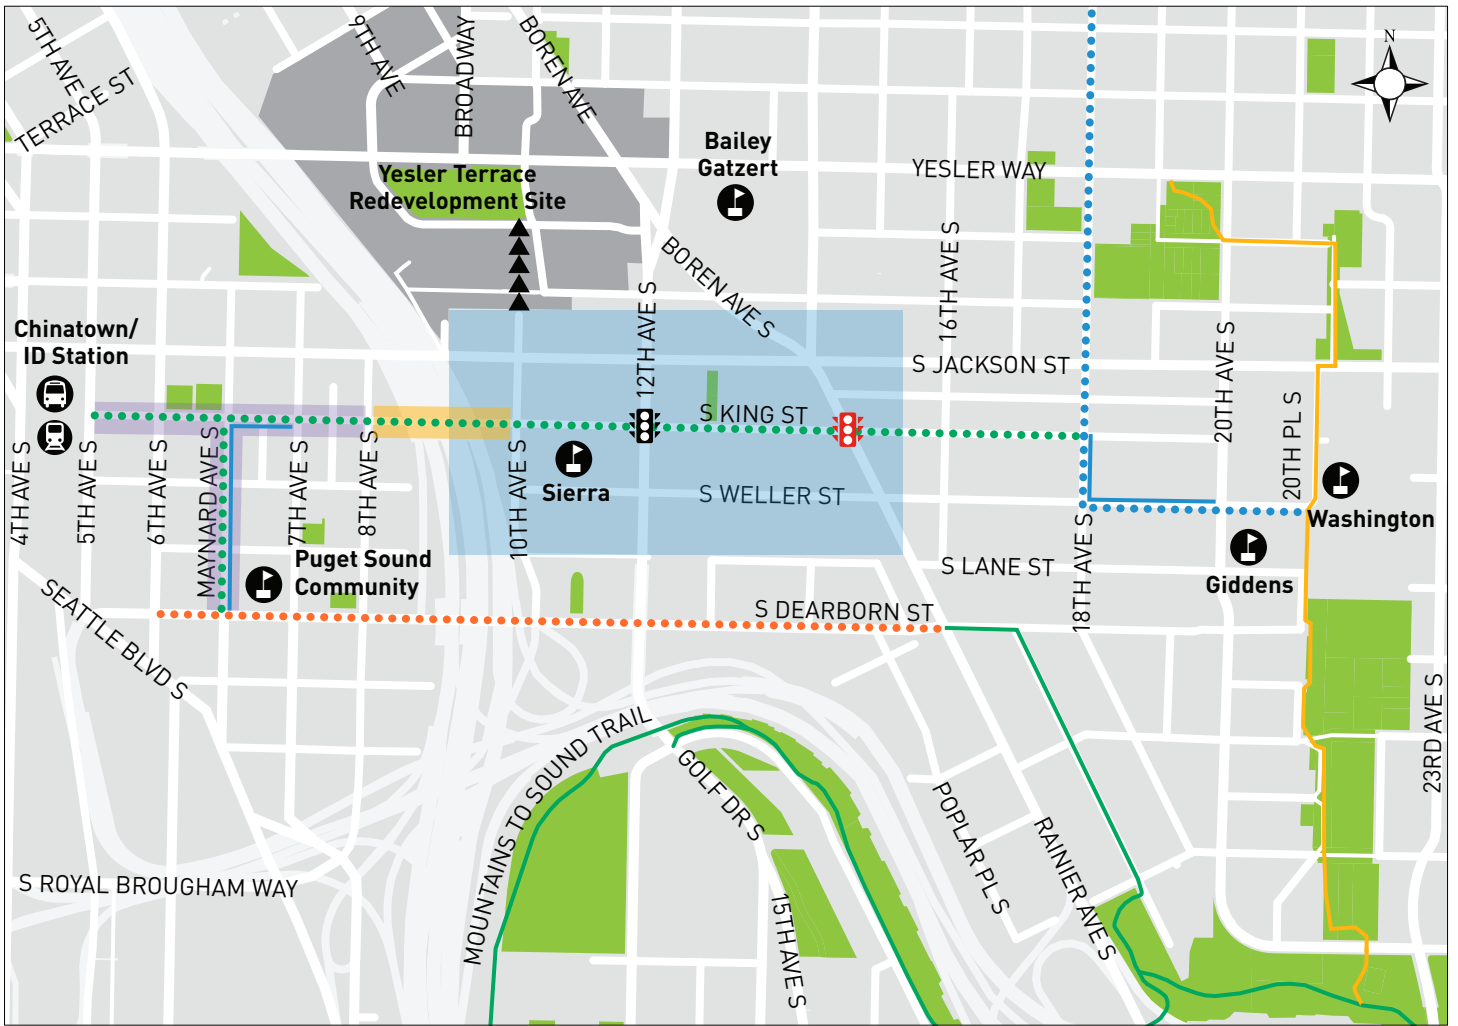 5TH AVE
TERRACE ST
9TH AVE
BROADWAY
BOREN AVE
N
Bailey
Gatzert
YESLER WAY
Yesler Terrace
Redevelopment Site
BOREN AVE S
16TH AVE S
12TH AVE S
Chinatown/
ID Station
S JACKSON ST
20TH AVE S
20TH PL S
S KING ST
4TH AVE S
5TH AVE S
6TH AVE S
MAYNARD AVE S
7TH AVE S
8TH AVE S
10TH AVE S
Sierra
S WELLER ST
18TH AVE S
Washington
Puget Sound
Community
S LANE ST
Giddens
SEATTLE BLVD S
S DEARBORN ST
23RD AVE S
MOUNTAINS TO SOUND TRAIL
GOLF DR S
POPLAR PL S
RAINIER AVE S
S ROYAL BROUGHAM WAY
15TH AVE S